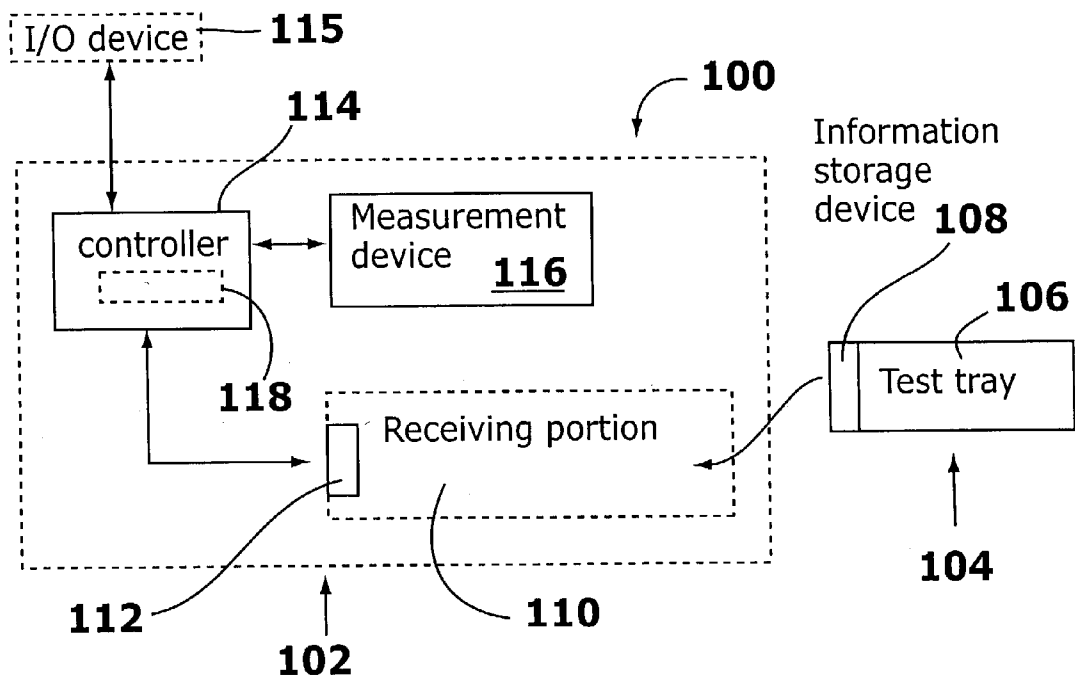 I/O device
115
100
114
Information
storage
device
108
controller
Measurement
device
116
106
118
Test tray
Receiving portion
112
110
104
102